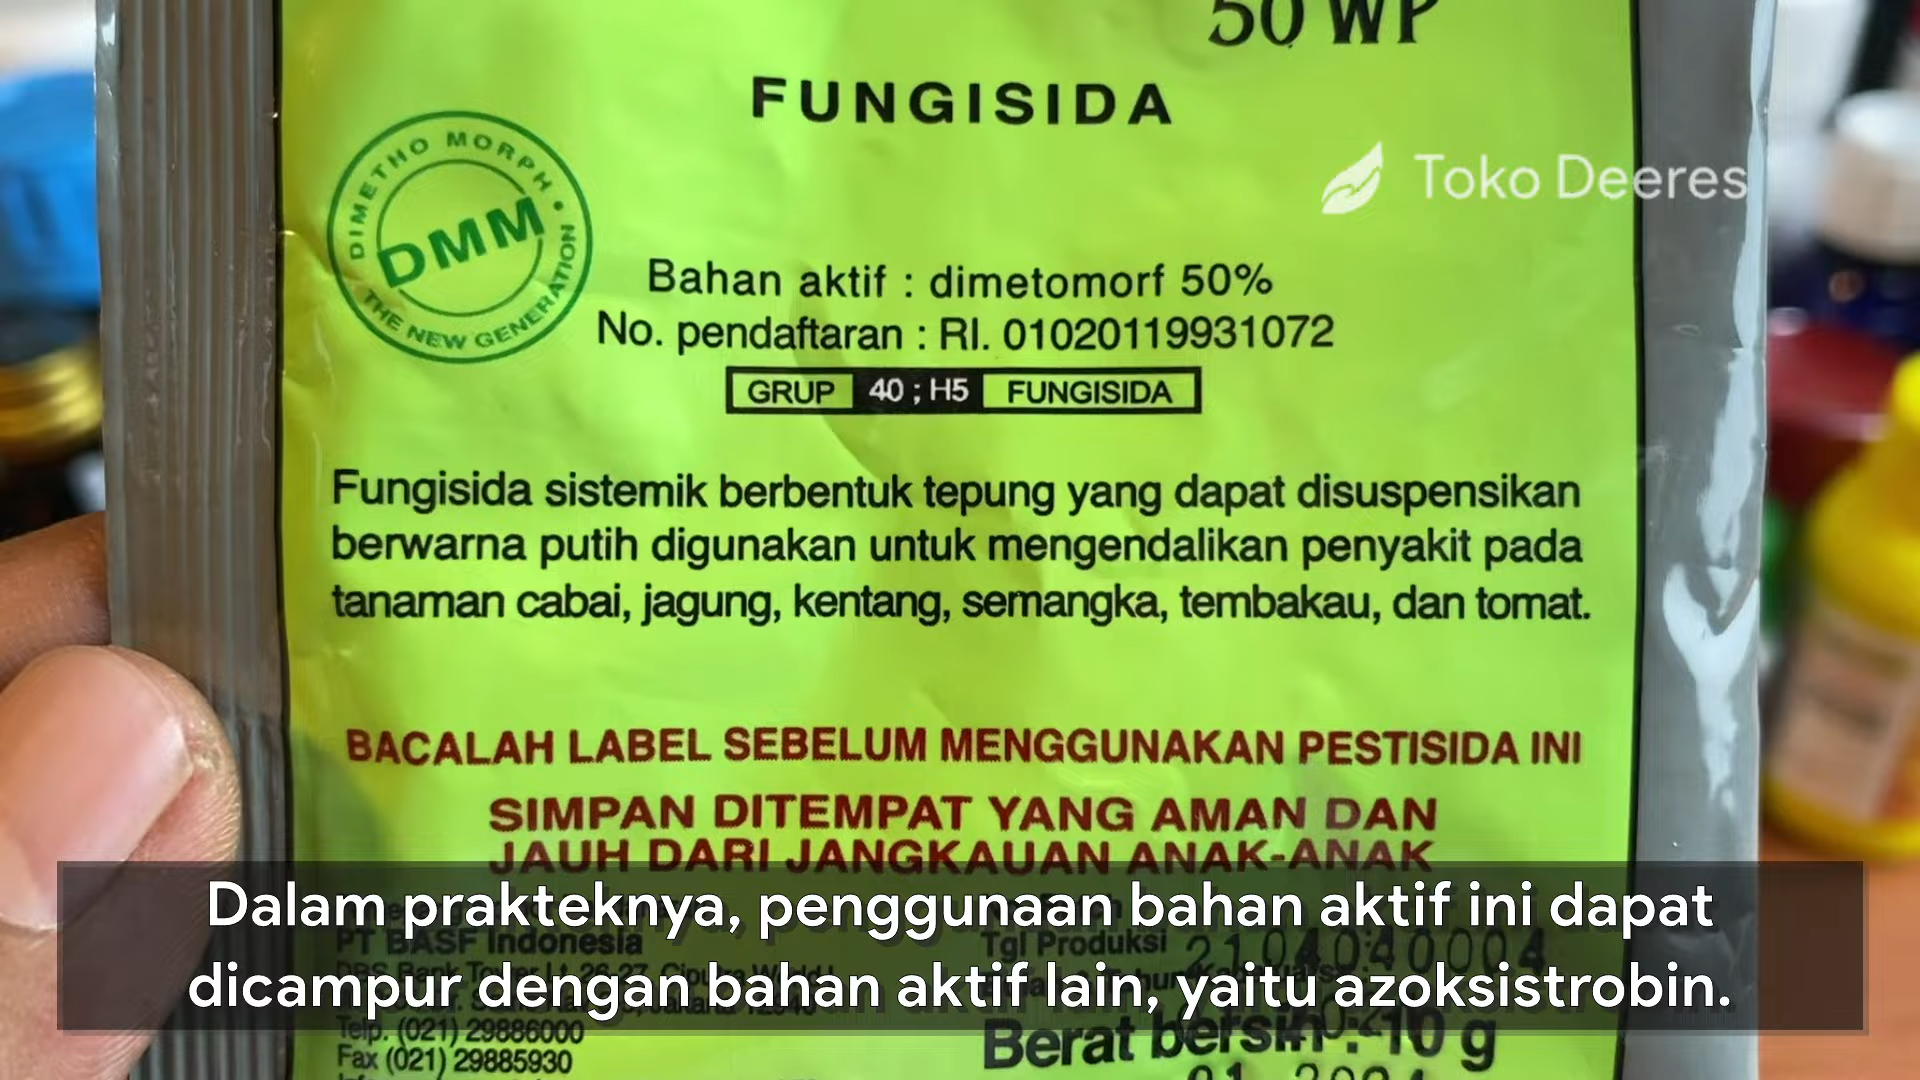 50 WP
FUNGISIDA
DIMETHO MORPH •
DMM
THE NEW GENERATION
Toko Deeres
Bahan aktif : dimetomorf 50%
No. pendaftaran : RI. 01020119931072
GRUP 40 ; H5 FUNGISIDA
Fungisida sistemik berbentuk tepung yang dapat disuspensikan
berwarna putih digunakan untuk mengendalikan penyakit pada
tanaman cabai, jagung, kentang, semangka, tembakau, dan tomat.
BACALAH LABEL SEBELUM MENGGUNAKAN PESTISIDA INI
SIMPAN DITEMPAT YANG AMAN DAN
JAUH DARI JANGKAUAN ANAK-ANAK
Dalam prakteknya, penggunaan bahan aktif ini dapat
dicampur dengan bahan aktif lain, yaitu azoksistrobin.
PT BASF Indonesia
Tgl Produksi
Telp. (021) 29886000
Fax (021) 29885930
Berat bersih : 10 g